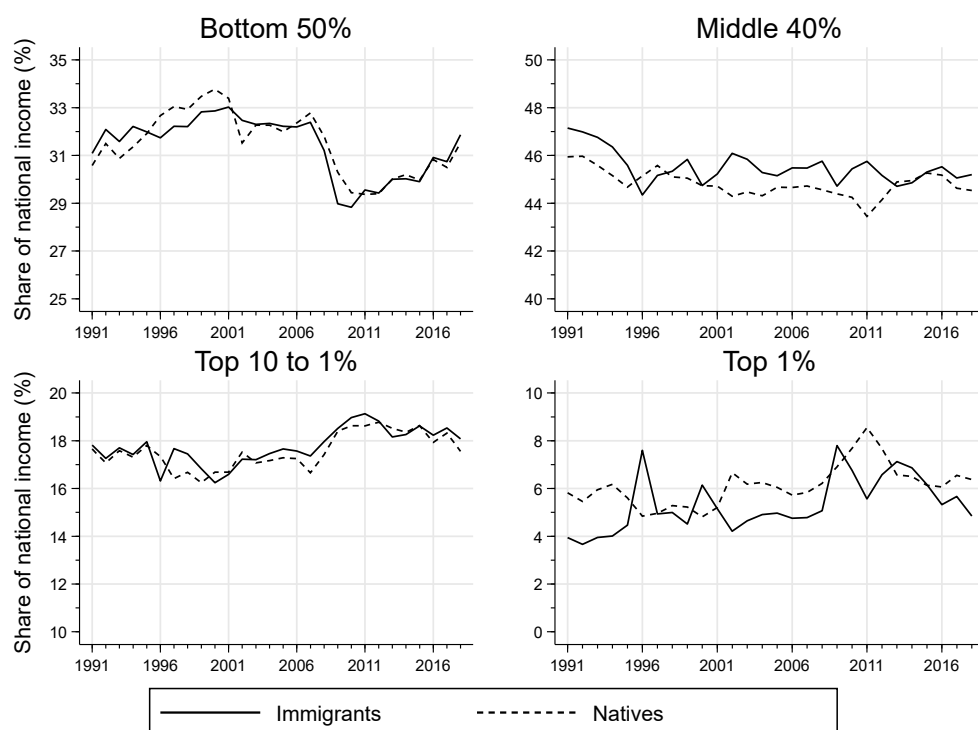 Bottom 50%
Middle 40%
Share of national income (%)
35
33
31
29
27
25
1991 1996 2001 2006 2011 2016
50
48
46
44
42
40
1991 1996 2001 2006 2011 2016
Top 10 to 1%
Top 1%
Share of national income (%)
20
18
16
14
12
10
1991 1996 2001 2006 2011 2016
10
8
6
4
2
0
1991 1996 2001 2006 2011 2016
Immigrants
Natives